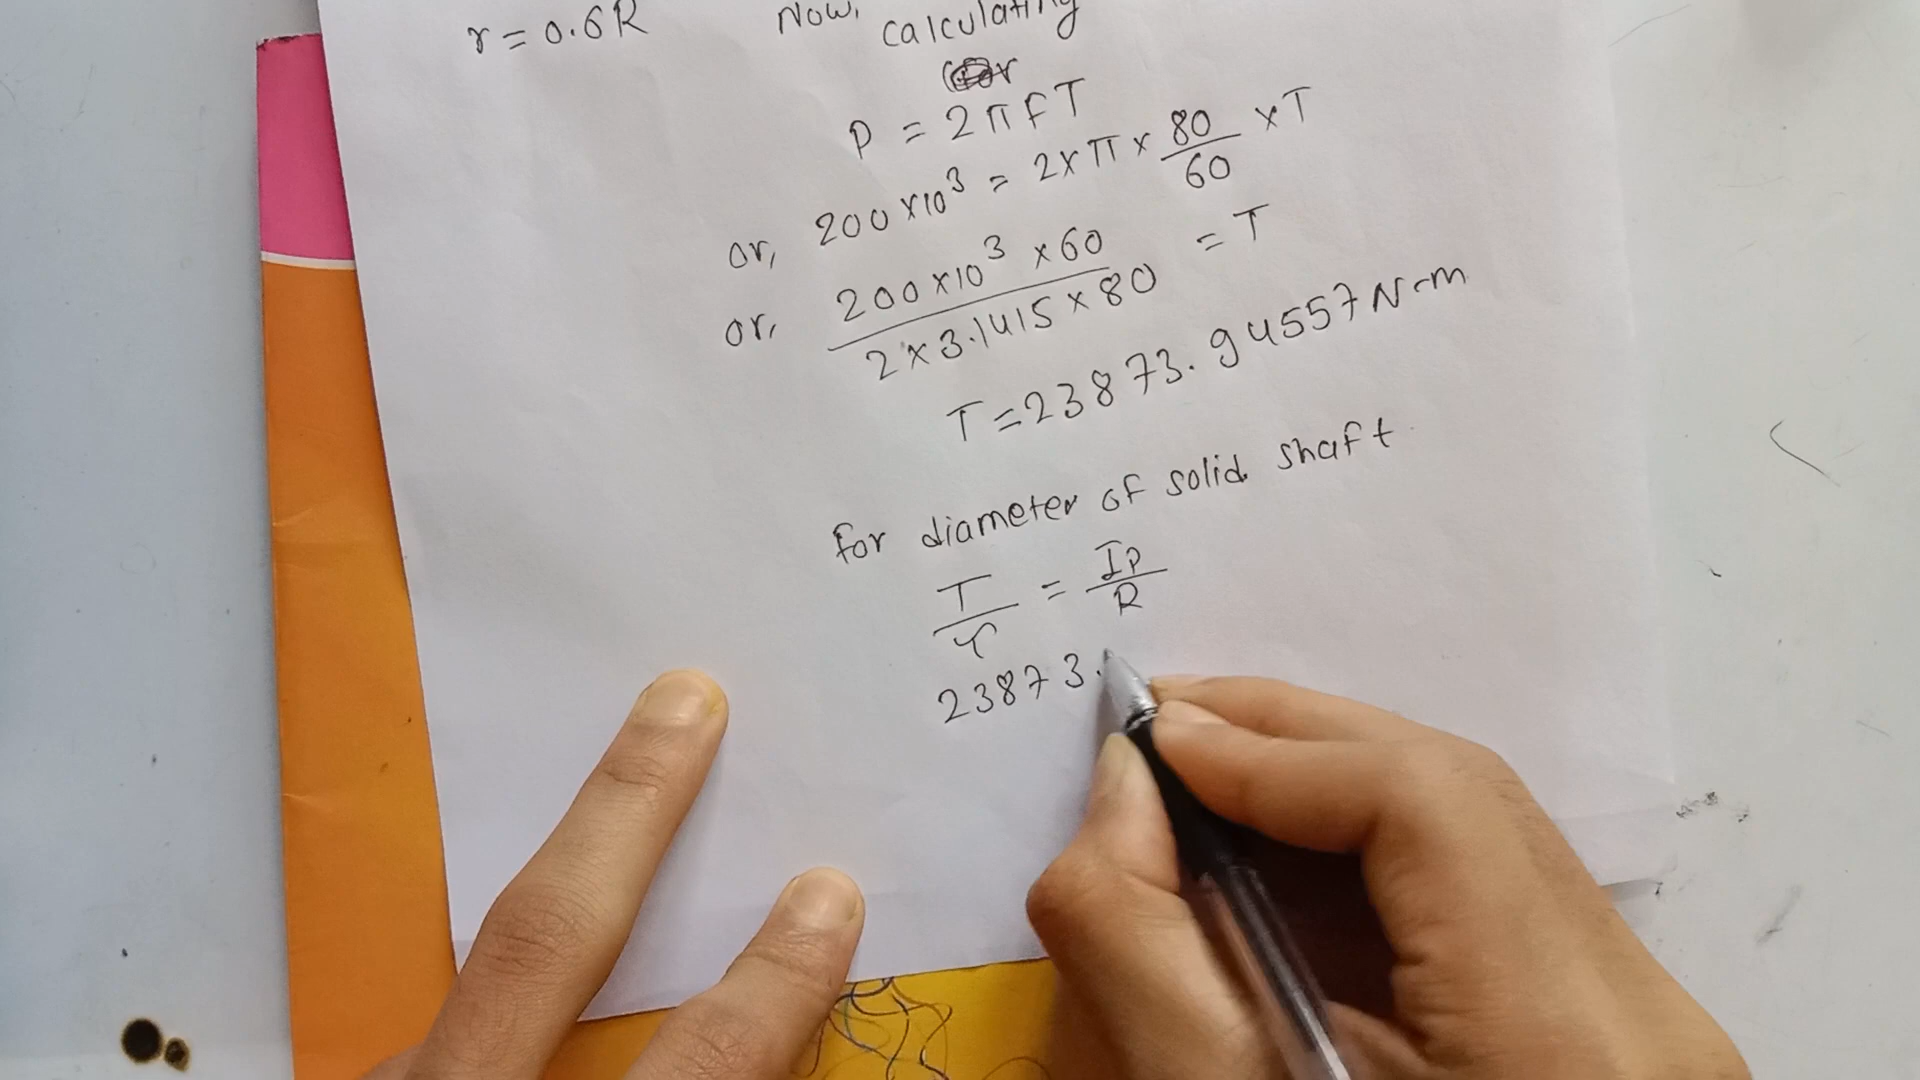 r = 0.6R
Now, calculating
P = 2πFT
or, 200×10³ = 2×π× 80/60 ×T
or, 200×10³ ×60 / 2×3.1415×80 = T
T=23873.94557 N-m
For diameter of solid shaft
T/τ = Ip/R
23873.